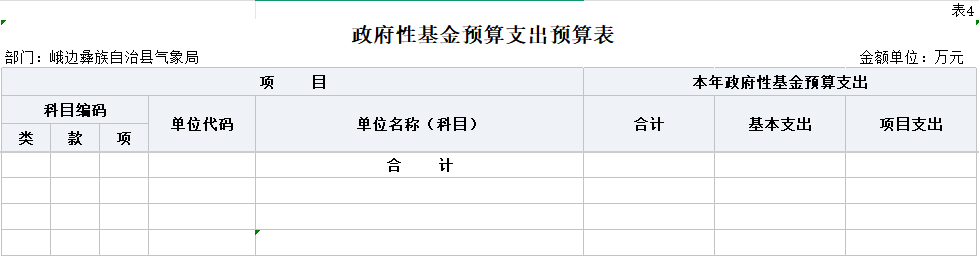 表4
政府性基金预算支出预算表
部门：峨边彝族自治县气象局 金额单位：万元
项 目 本年政府性基金预算支出
科目编码 单位代码 单位名称（科目） 合计 基本支出 项目支出
类 款 项
合 计